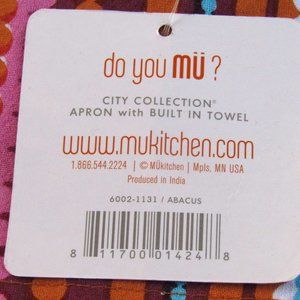 do you MÜ ?
CITY COLLECTION®
APRON with BUILT IN TOWEL
www.mukitchen.com
1.866.544.2224 | © MÜkitchen | Mpls, MN USA
Produced in India
6002-1131 / ABACUS
8 11700 01424 8